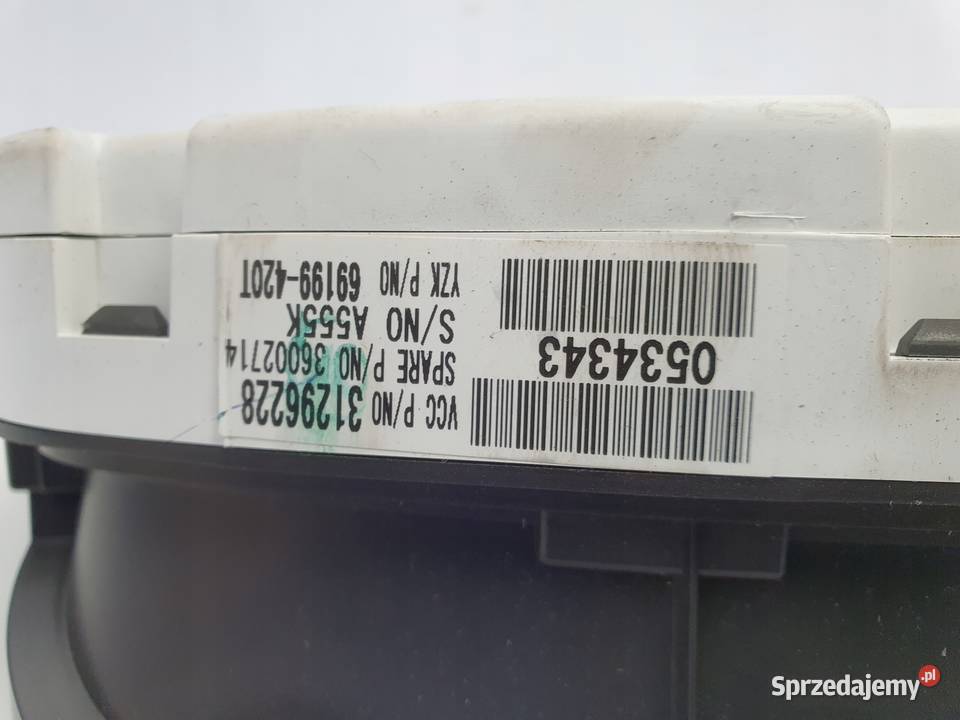 VCC P/NO 31296228
SPARE P/NO 36002714
S/NO A555K
YZK P/NO 69199-420T
0534343
Sprzedajemy.pl